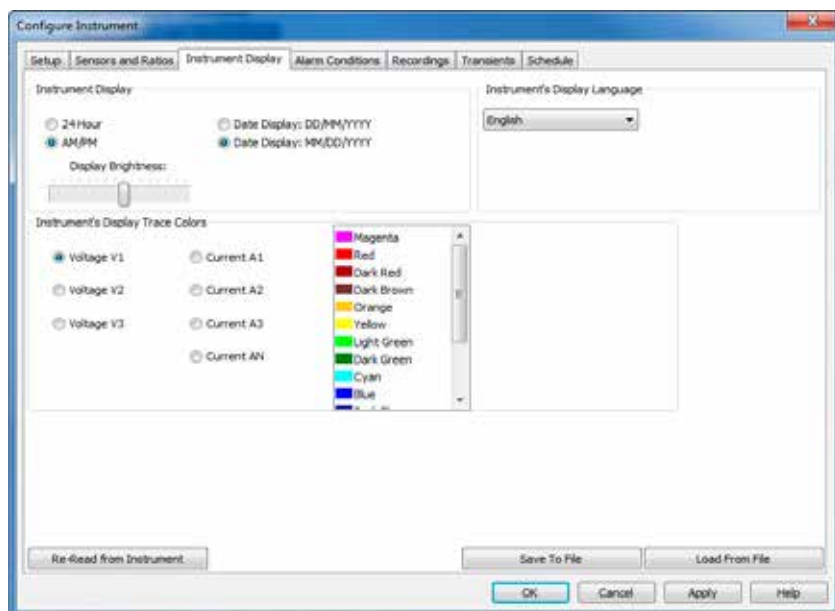 Configure Instrument
Setup Sensors and Ratios Instrument Display Alarm Conditions Recordings Transients Schedule
Instrument Display
24 Hour
AM/PM
Date Display: DD/MM/YYYY
Date Display: MM/DD/YYYY
Display Brightness:
Instrument's Display Language
English
Instrument's Display Trace Colors
Voltage V1
Voltage V2
Voltage V3
Current A1
Current A2
Current A3
Current AN
Magenta
Red
Dark Red
Dark Brown
Orange
Yellow
Light Green
Dark Green
Cyan
Blue
Re-Read from Instrument
Save To File
Load From File
OK
Cancel
Apply
Help